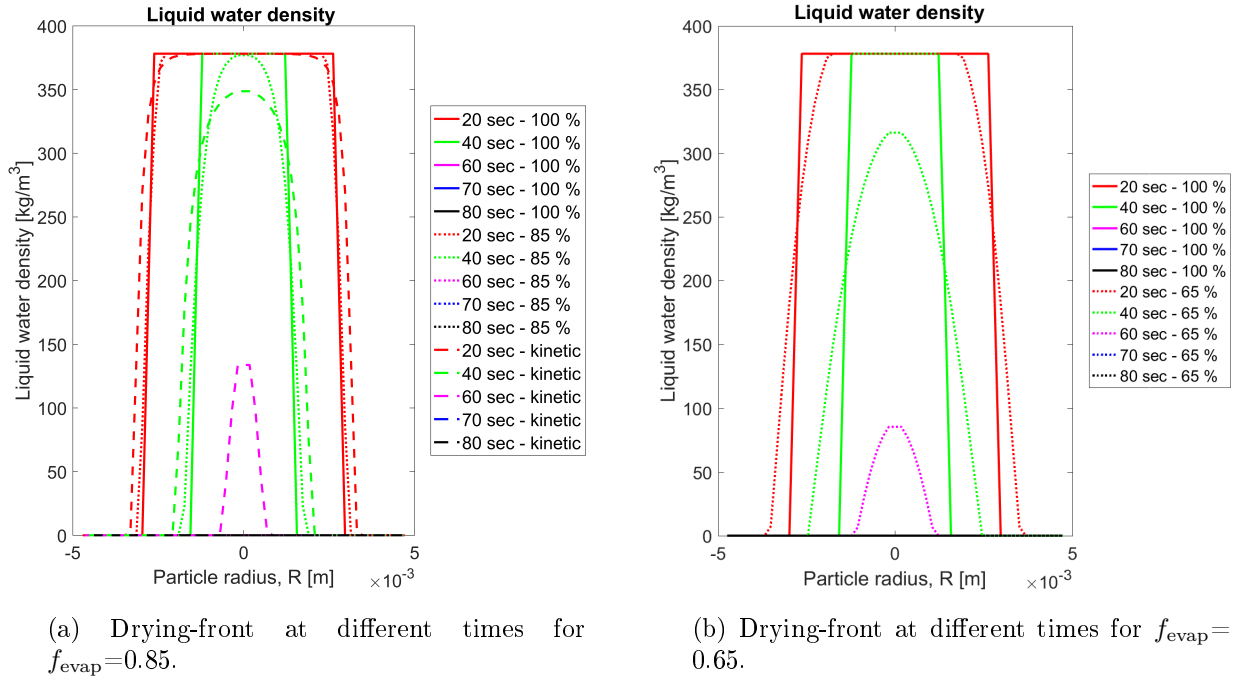 Liquid water density
400
350
300
250
200
150
100
50
0
Liquid water density [kg/m³]
-5
0
5
Particle radius, R [m]
×10⁻³
20 sec - 100 %
40 sec - 100 %
60 sec - 100 %
70 sec - 100 %
80 sec - 100 %
20 sec - 85 %
40 sec - 85 %
60 sec - 85 %
70 sec - 85 %
80 sec - 85 %
20 sec - kinetic
40 sec - kinetic
60 sec - kinetic
70 sec - kinetic
80 sec - kinetic
(a) Drying-front at different times for
f_evap=0.85.
Liquid water density
400
350
300
250
200
150
100
50
0
Liquid water density [kg/m³]
-5
0
5
Particle radius, R [m]
×10⁻³
20 sec - 100 %
40 sec - 100 %
60 sec - 100 %
70 sec - 100 %
80 sec - 100 %
20 sec - 65 %
40 sec - 65 %
60 sec - 65 %
70 sec - 65 %
80 sec - 65 %
(b) Drying-front at different times for f_evap=
0.65.